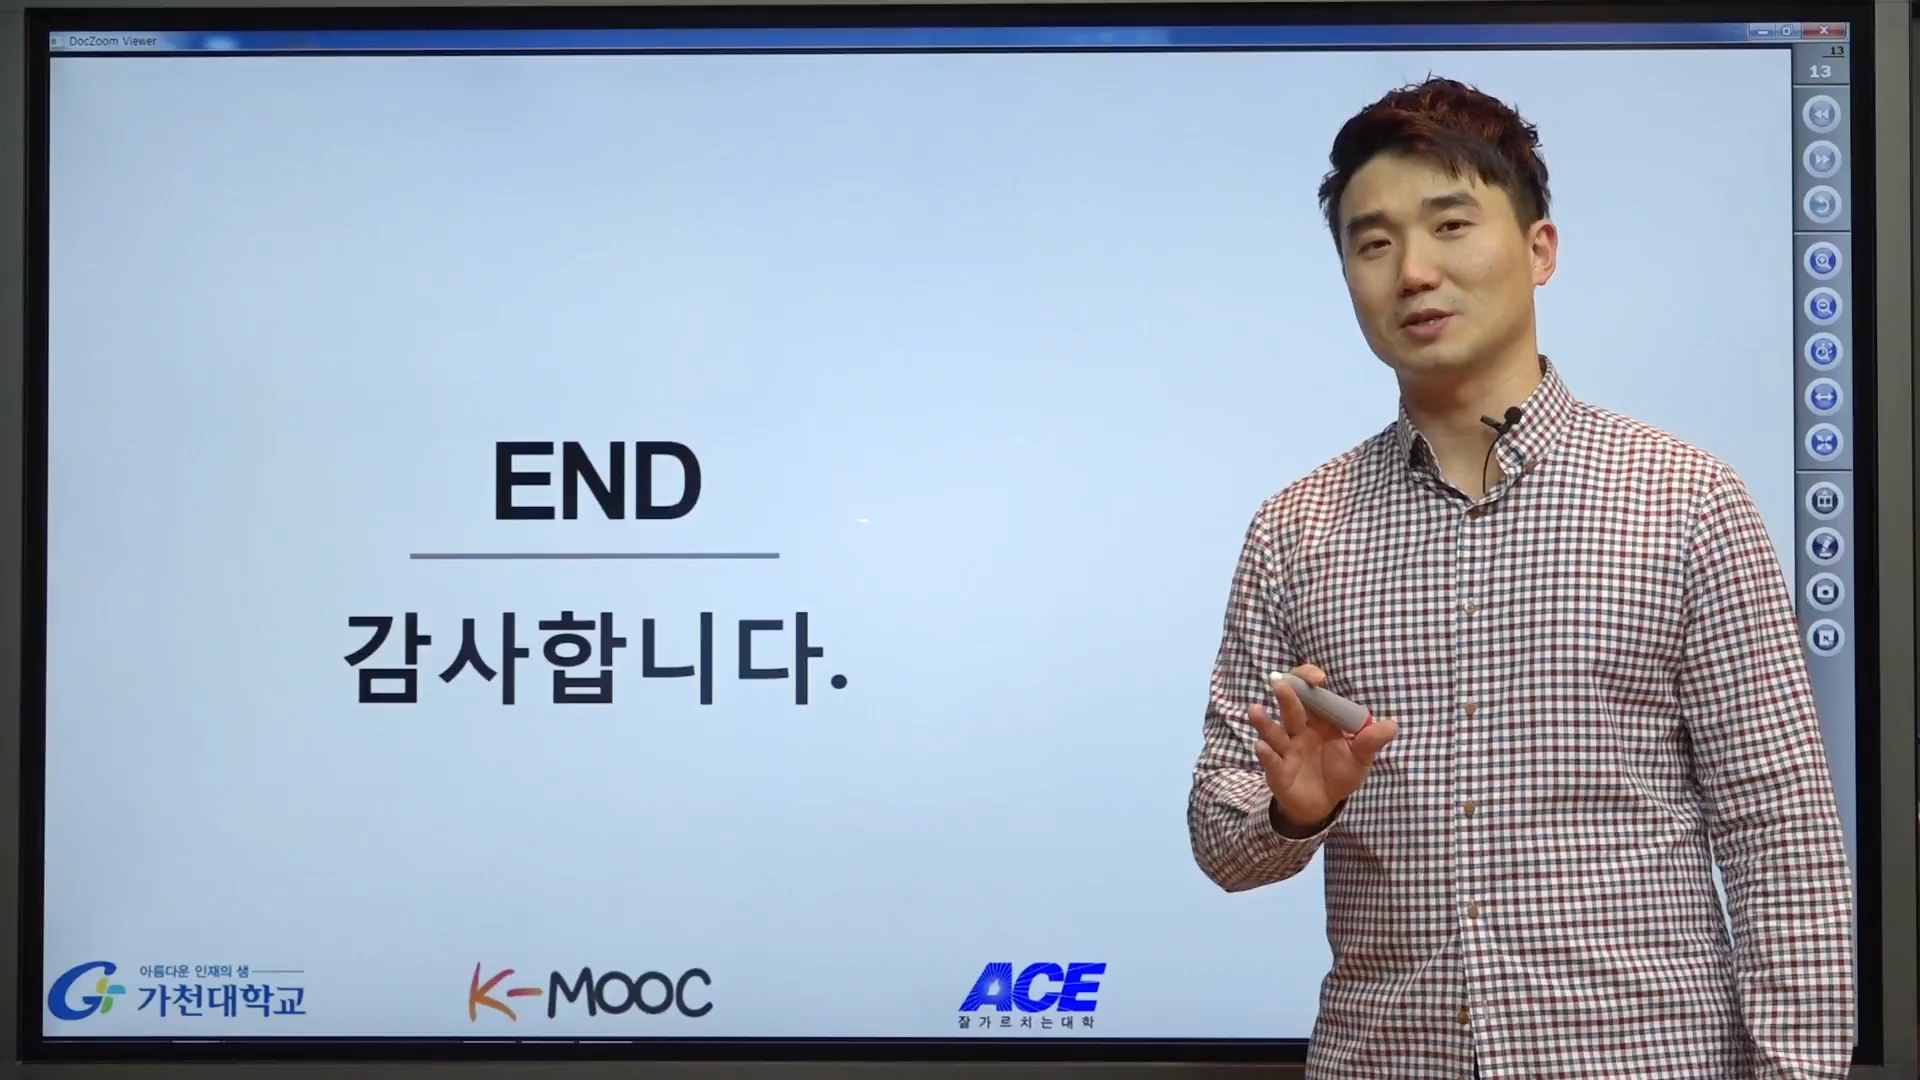 DocZoom Viewer
13
13
END
감사합니다.
아름다운 인재의 샘
가천대학교
K-MOOC
ACE
잘가르치는대학